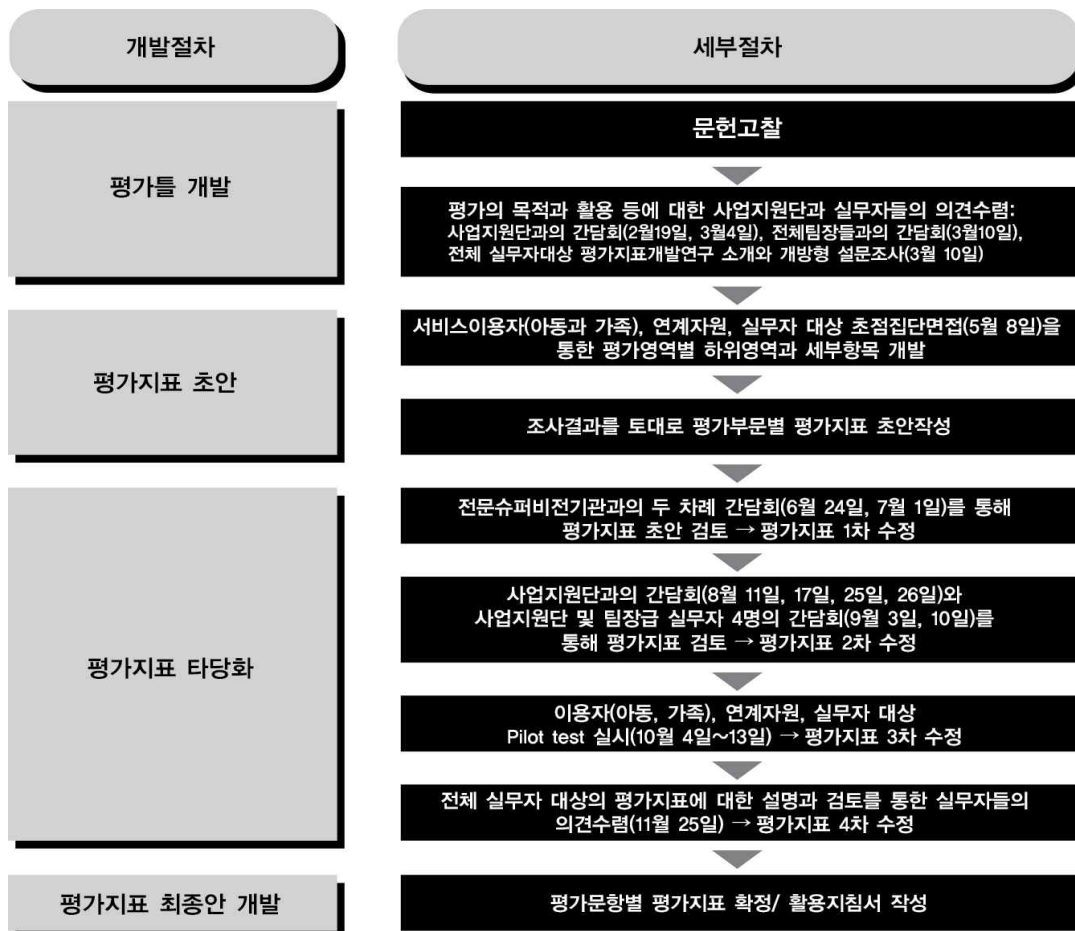 개발절차
세부절차
평가틀 개발
문헌고찰
평가의 목적과 활용 등에 대한 사업지원단과 실무자들의 의견수렴:
사업지원단과의 간담회(2월19일, 3월4일), 전체팀장들과의 간담회(3월10일),
전체 실무자대상 평가지표개발연구 소개와 개방형 설문조사(3월 10일)
평가지표 초안
서비스이용자(아동과 가족), 연계자원, 실무자 대상 초점집단면접(5월 8일)을
통한 평가영역별 하위영역과 세부항목 개발
조사결과를 토대로 평가부문별 평가지표 초안작성
평가지표 타당화
전문슈퍼비전기관과의 두 차례 간담회(6월 24일, 7월 1일)를 통해
평가지표 초안 검토 → 평가지표 1차 수정
사업지원단과의 간담회(8월 11일, 17일, 25일, 26일)와
사업지원단 및 팀장급 실무자 4명의 간담회(9월 3일, 10일)를
통해 평가지표 검토 → 평가지표 2차 수정
이용자(아동, 가족), 연계자원, 실무자 대상
Pilot test 실시(10월 4일~13일) → 평가지표 3차 수정
전체 실무자 대상의 평가지표에 대한 설명과 검토를 통한 실무자들의
의견수렴(11월 25일) → 평가지표 4차 수정
평가지표 최종안 개발
평가문항별 평가지표 확정/ 활용지침서 작성